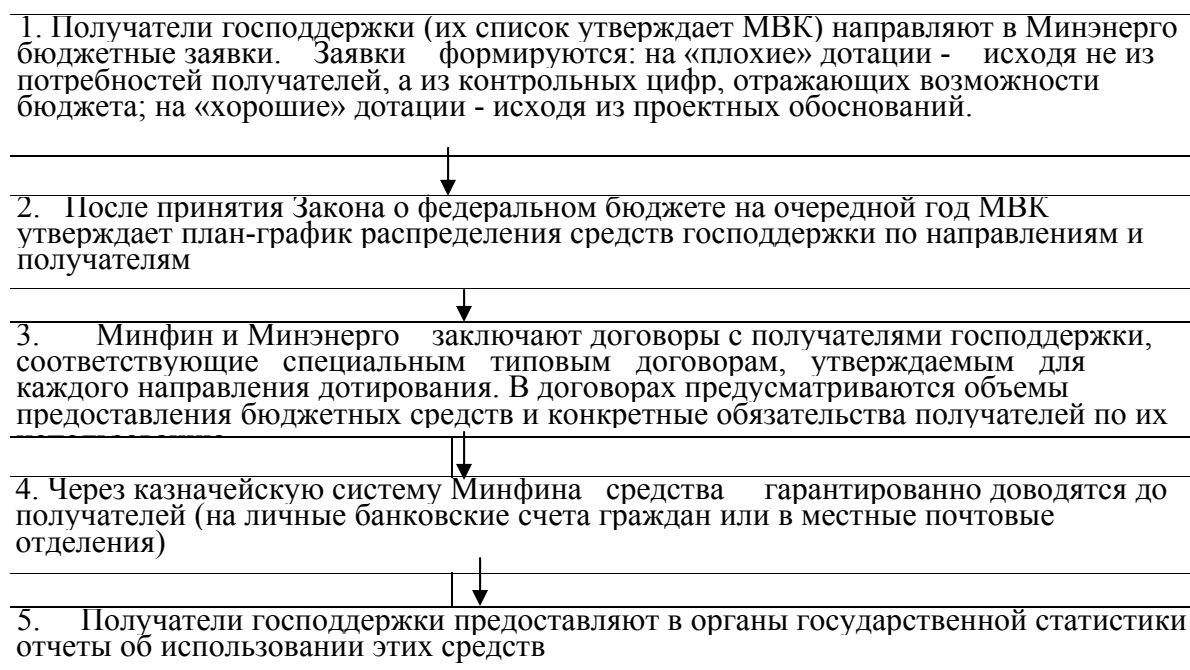 1. Получатели господдержки (их список утверждает МВК) направляют в Минэнерго
бюджетные заявки. Заявки формируются: на «плохие» дотации - исходя не из
потребностей получателей, а из контрольных цифр, отражающих возможности
бюджета; на «хорошие» дотации - исходя из проектных обоснований.
2. После принятия Закона о федеральном бюджете на очередной год МВК
утверждает план-график распределения средств господдержки по направлениям и
получателям
3. Минфин и Минэнерго заключают договоры с получателями господдержки,
соответствующие специальным типовым договорам, утверждаемым для
каждого направления дотирования. В договорах предусматриваются объемы
предоставления бюджетных средств и конкретные обязательства получателей по их
4. Через казначейскую систему Минфина средства гарантированно доводятся до
получателей (на личные банковские счета граждан или в местные почтовые
отделения)
5. Получатели господдержки предоставляют в органы государственной статистики
отчеты об использовании этих средств